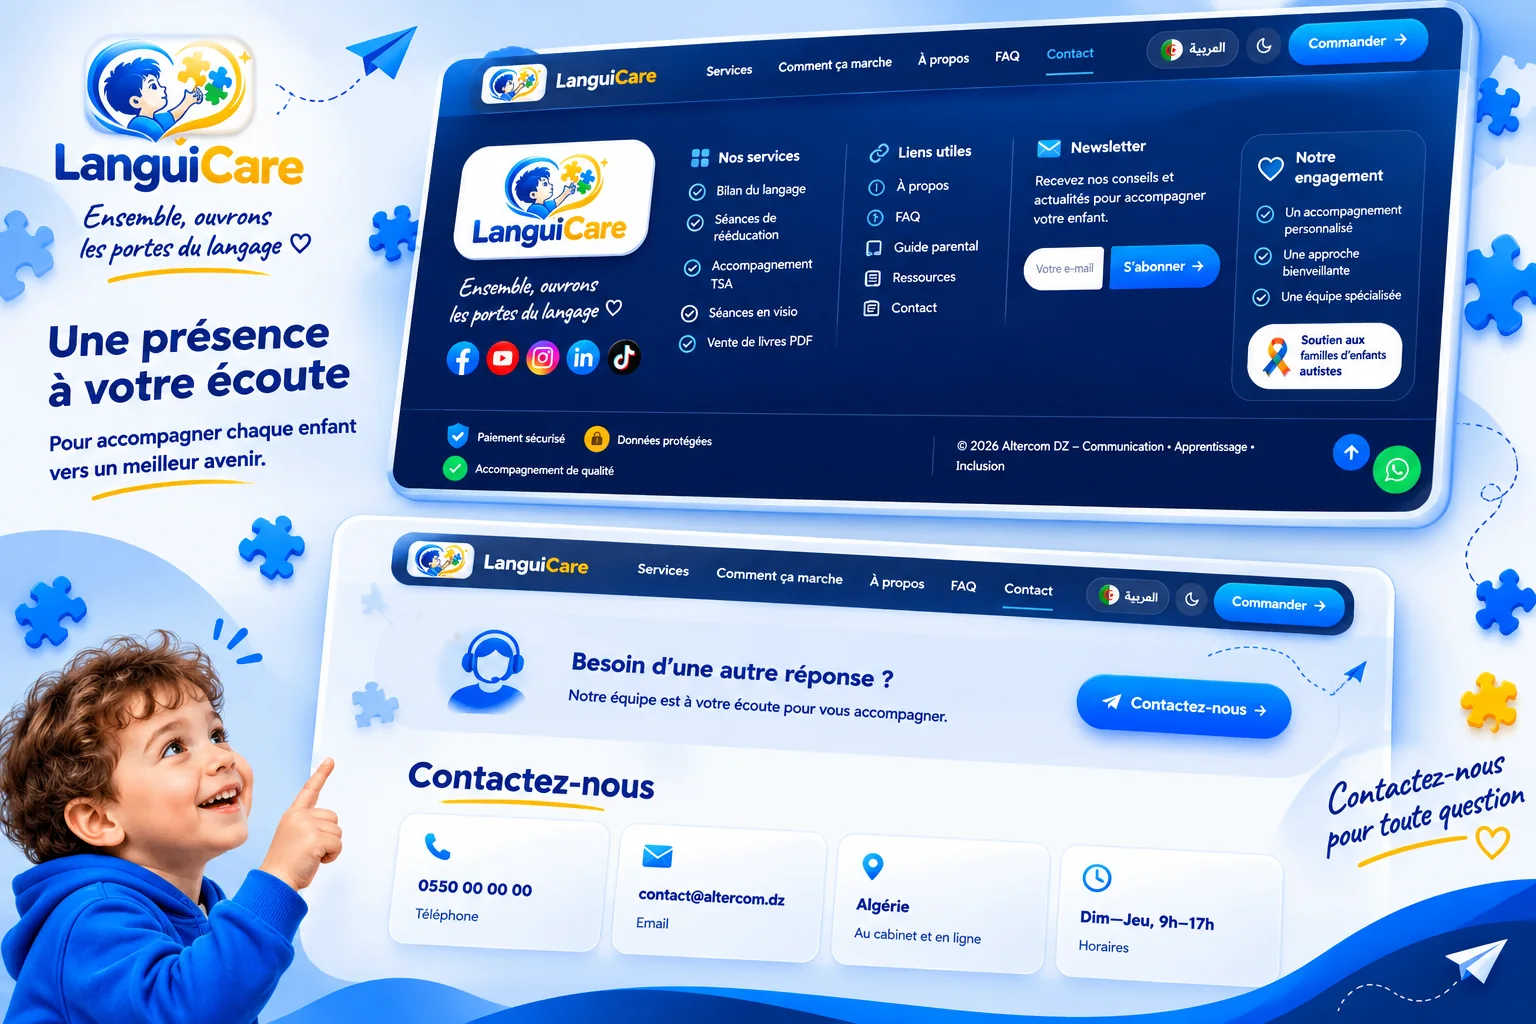 LanguiCare
Ensemble, ouvrons
les portes du langage
Une présence
à votre écoute
Pour accompagner chaque enfant
vers un meilleur avenir.
LanguiCare
Services
Comment ça marche
À propos
FAQ
Contact
العربية
Commander →
LanguiCare
Ensemble, ouvrons
les portes du langage
Nos services
Bilan du langage
Séances de
rééducation
Accompagnement
TSA
Séances en visio
Vente de livres PDF
Liens utiles
À propos
FAQ
Guide parental
Ressources
Contact
Newsletter
Recevez nos conseils et
actualités pour accompagner
votre enfant.
Votre e-mail
S'abonner →
Notre
engagement
Un accompagnement
personnalisé
Une approche
bienveillante
Une équipe spécialisée
Soutien aux
familles d'enfants
autistes
Paiement sécurisé
Données protégées
Accompagnement de qualité
© 2026 Altercom DZ – Communication • Apprentissage •
Inclusion
LanguiCare
Services
Comment ça marche
À propos
FAQ
Contact
العربية
Commander →
Besoin d'une autre réponse ?
Notre équipe est à votre écoute pour vous accompagner.
Contactez-nous →
Contactez-nous
0550 00 00 00
Téléphone
contact@altercom.dz
Email
Algérie
Au cabinet et en ligne
Dim—Jeu, 9h–17h
Horaires
Contactez-nous
pour toute question